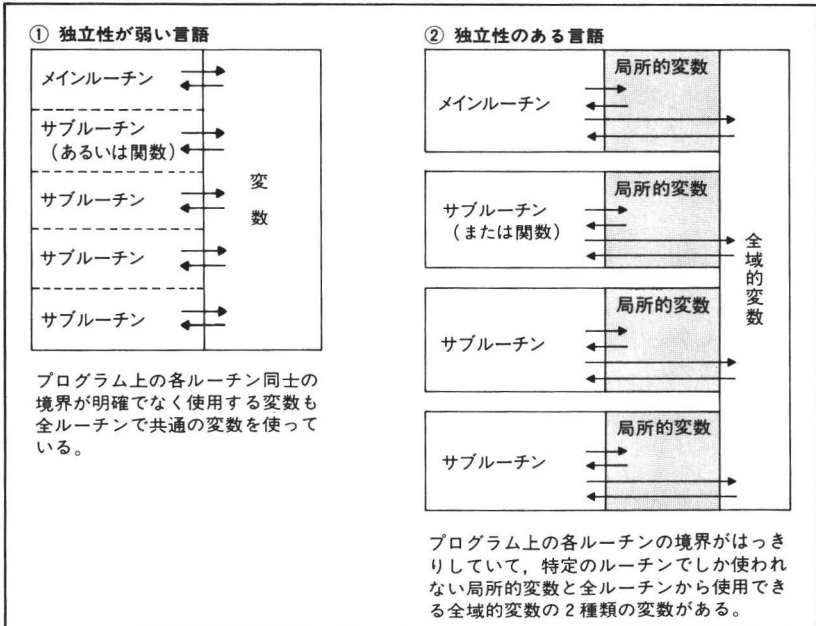 ① 独立性が弱い言語
メインルーチン
サブルーチン
（あるいは関数）
サブルーチン
サブルーチン
サブルーチン
変数
プログラム上の各ルーチン同士の
境界が明確でなく使用する変数も
全ルーチンで共通の変数を使って
いる。
② 独立性のある言語
局所的変数
メインルーチン
局所的変数
サブルーチン
（または関数）
局所的変数
サブルーチン
局所的変数
サブルーチン
全域的変数
プログラム上の各ルーチンの境界がはっき
りしていて，特定のルーチンでしか使われ
ない局所的変数と全ルーチンから使用でき
る全域的変数の2種類の変数がある。